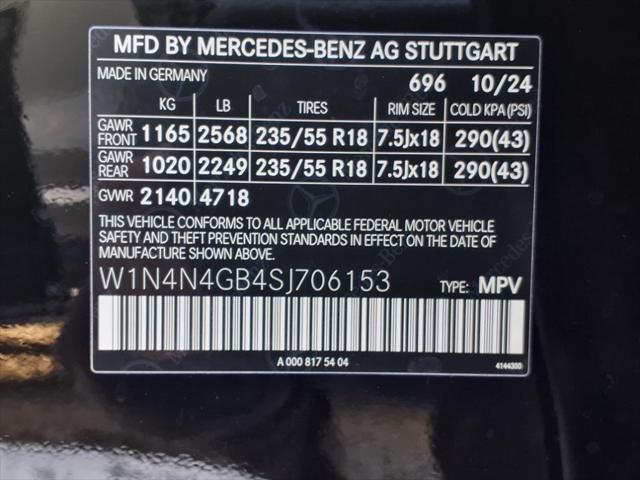 MFD BY MERCEDES-BENZ AG STUTTGART
MADE IN GERMANY 696 10/24
KG LB TIRES RIM SIZE COLD KPA(PSI)
GAWR FRONT 1165 2568 235/55 R18 7.5Jx18 290(43)
GAWR REAR 1020 2249 235/55 R18 7.5Jx18 290(43)
GVWR 2140 4718
THIS VEHICLE CONFORMS TO ALL APPLICABLE FEDERAL MOTOR VEHICLE
SAFETY AND THEFT PREVENTION STANDARDS IN EFFECT ON THE DATE OF
MANUFACTURE SHOWN ABOVE.
W1N4N4GB4SJ706153 TYPE: MPV
A 000 817 54 04
4144303